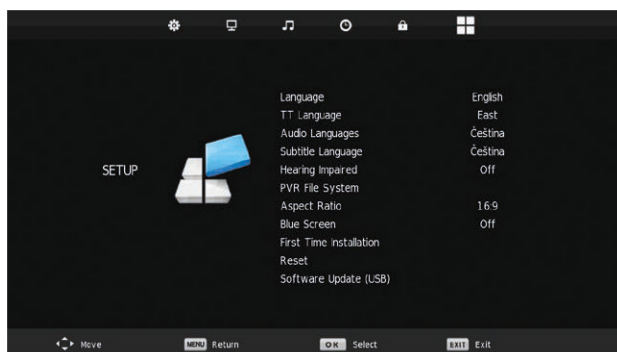 SETUP
Language English
TT Language East
Audio Languages Čeština
Subtitle Language Čeština
Hearing Impaired Off
PVR File System
Aspect Ratio 16:9
Blue Screen Off
First Time Installation
Reset
Software Update (USB)
Move MENU Return OK Select EXIT Exit